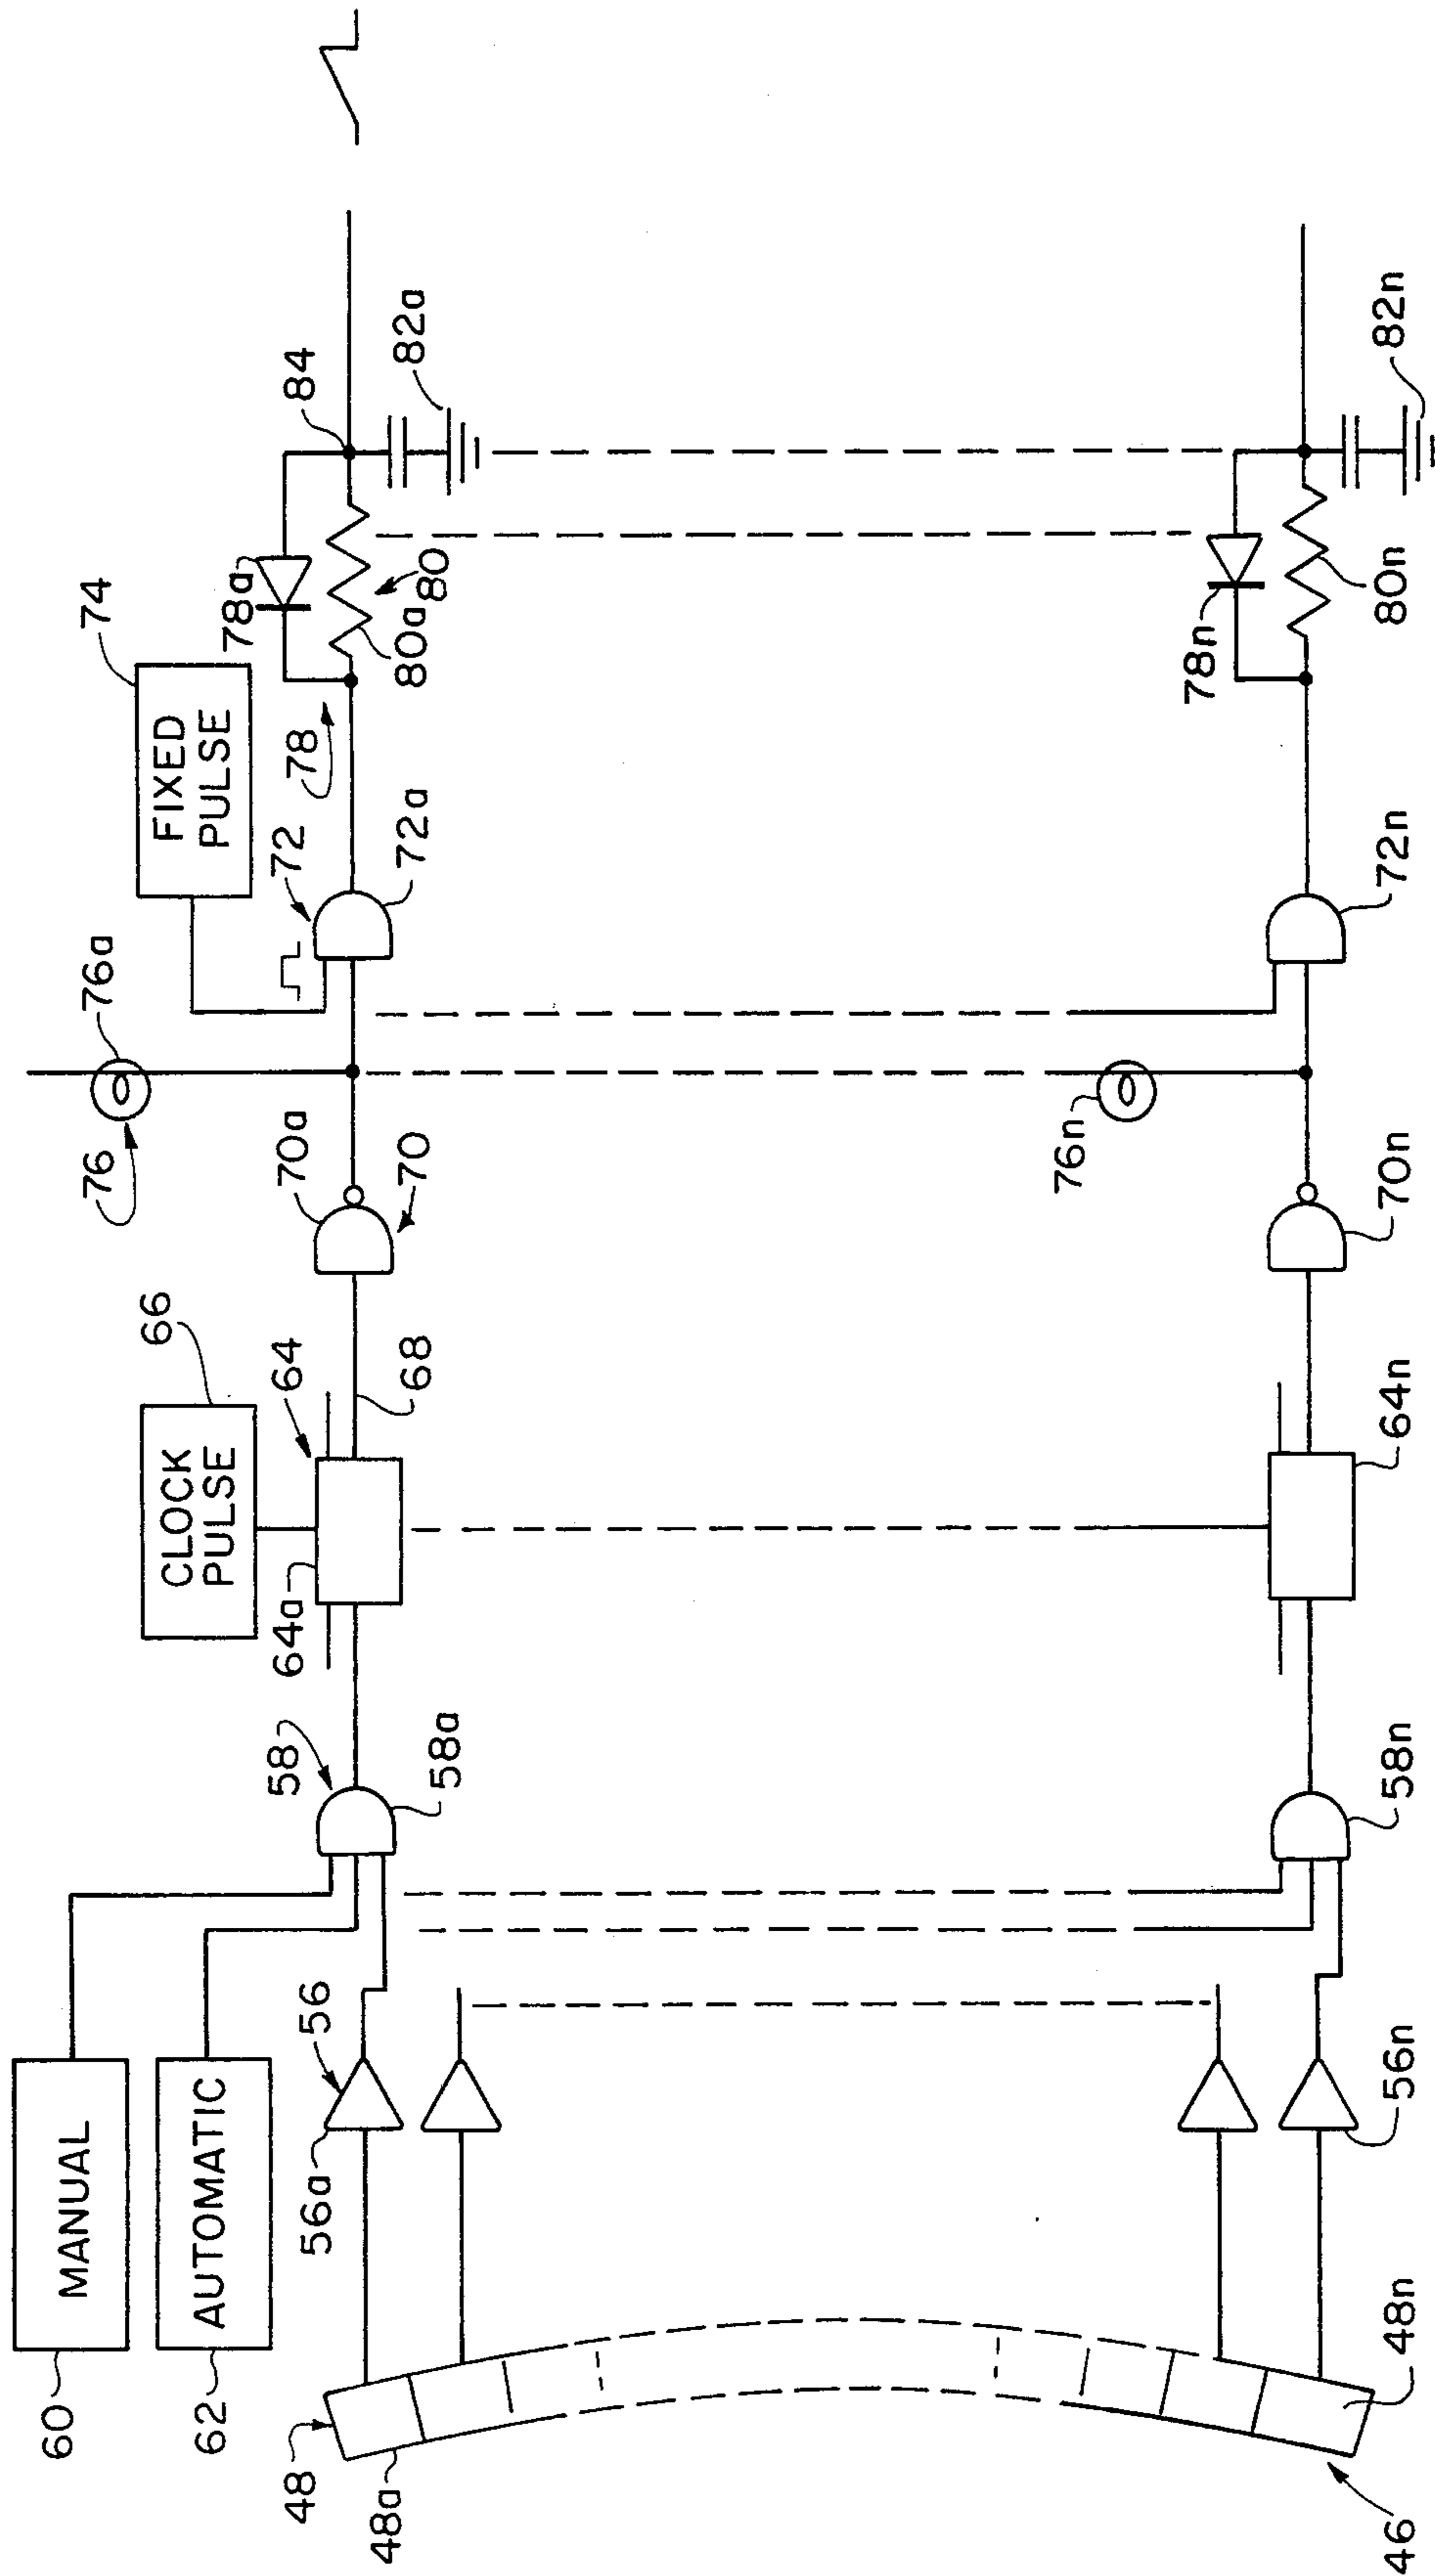 60
MANUAL
62
AUTOMATIC
48
48a
46
48n
56a
56
56n
58
58a
58n
CLOCK
PULSE
66
64a
64
68
64n
70a
70
70n
76
76a
76n
FIXED
PULSE
74
72
72a
72n
78
78a
80a
80
84
82a
78n
80n
82n